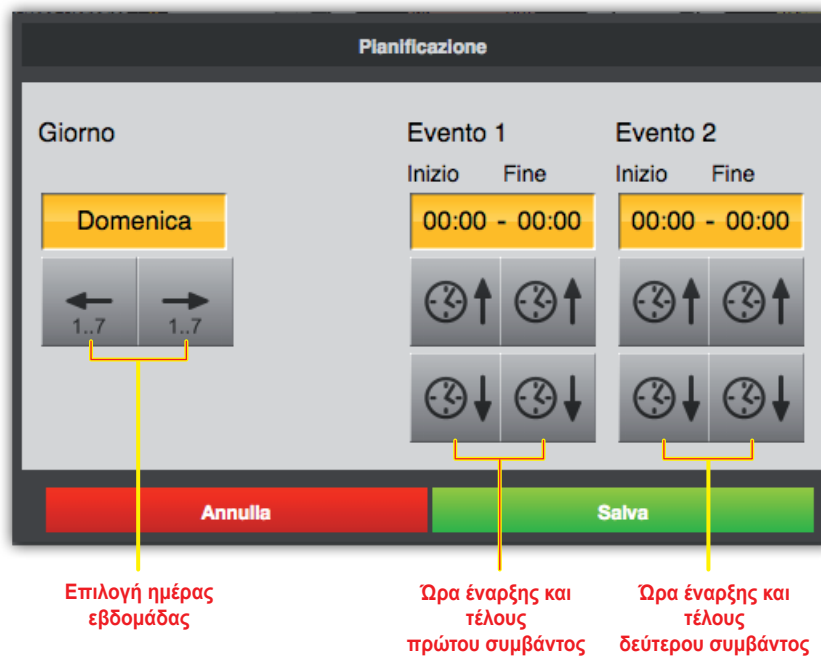 Pianificazione
Giorno
Evento 1
Evento 2
Inizio Fine
Inizio Fine
Domenica
00:00 - 00:00
00:00 - 00:00
1..7
1..7
Annulla
Salva
Επιλογή ημέρας
εβδομάδας
Ώρα έναρξης και
τέλους
πρώτου συμβάντος
Ώρα έναρξης και
τέλους
δεύτερου συμβάντος